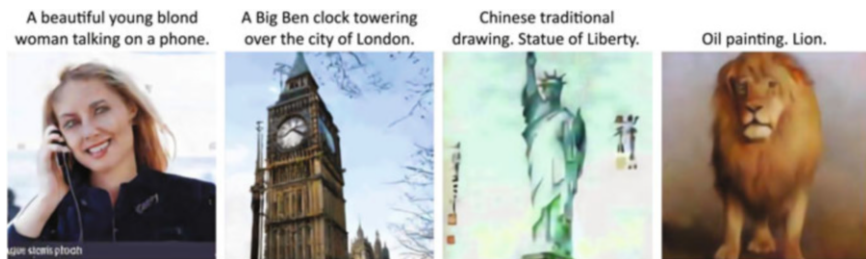 A beautiful young blond
woman talking on a phone.
A Big Ben clock towering
over the city of London.
Chinese traditional
drawing. Statue of Liberty.
Oil painting. Lion.